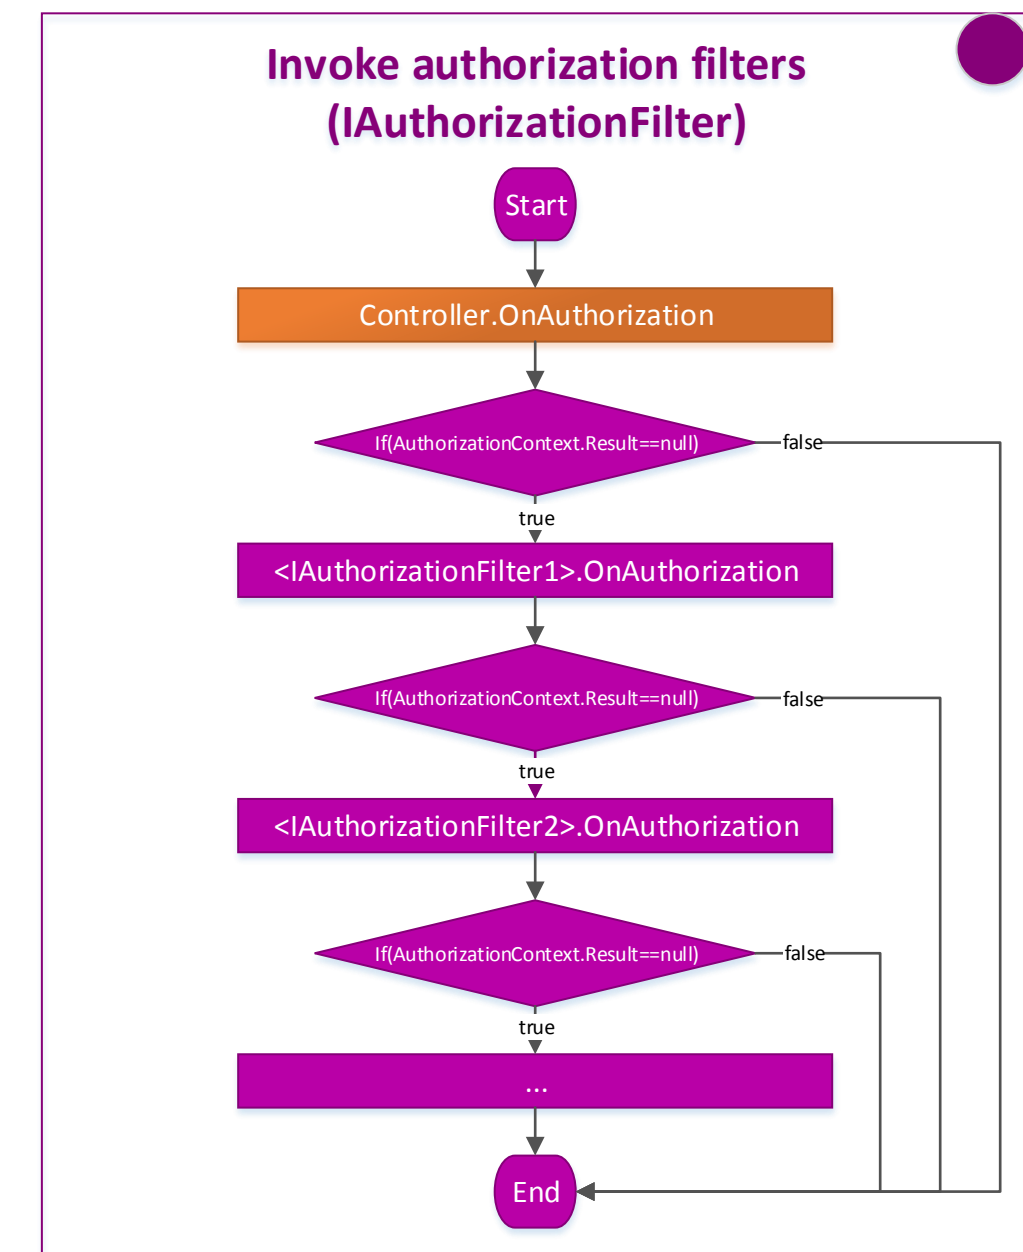 Invoke authorization filters
(IAuthorizationFilter)
Start
Controller.OnAuthorization
If(AuthorizationContext.Result==null)
false
true
<IAuthorizationFilter1>.OnAuthorization
If(AuthorizationContext.Result==null)
false
true
<IAuthorizationFilter2>.OnAuthorization
If(AuthorizationContext.Result==null)
false
true
...
End